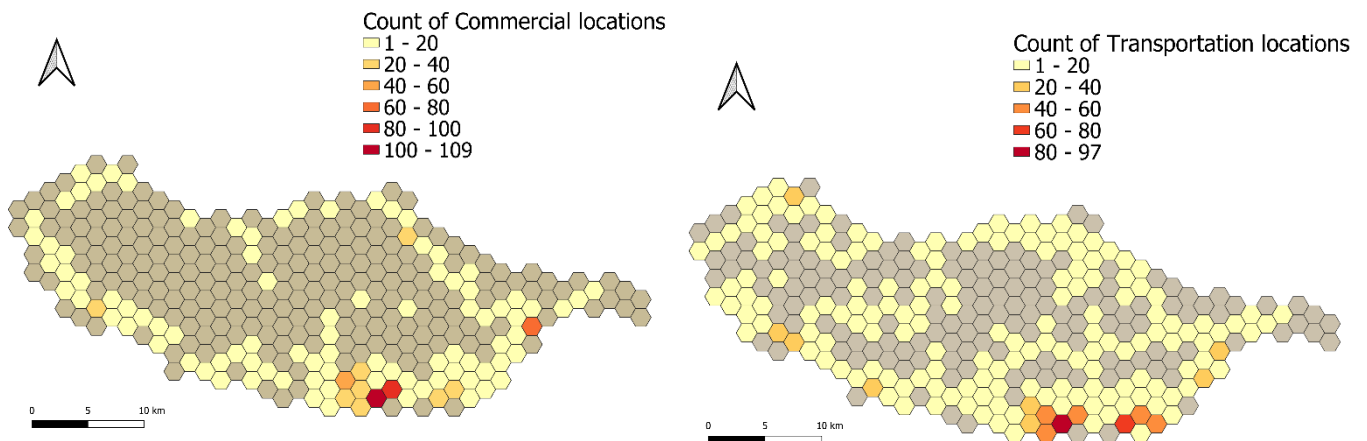 Count of Commercial locations
1 - 20
20 - 40
40 - 60
60 - 80
80 - 100
100 - 109
0 5 10 km
Count of Transportation locations
1 - 20
20 - 40
40 - 60
60 - 80
80 - 97
0 5 10 km